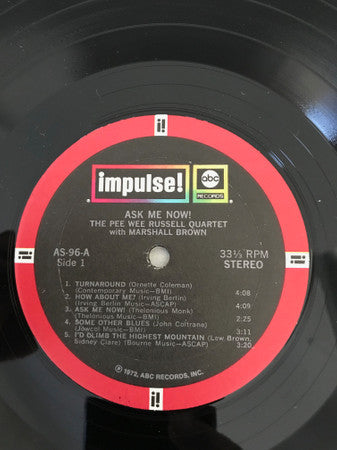 impulse! abc RECORDS
ASK ME NOW!
THE PEE WEE RUSSELL QUARTET
with MARSHALL BROWN
AS-96-A 33⅓ RPM
Side 1 STEREO
1. TURNAROUND (Ornette Coleman)
(Contemporary Music—BMI) 4:08
2. HOW ABOUT ME? (Irving Berlin)
Irving Berlin Music—ASCAP) 4:09
3. ASK ME NOW! (Thelonious Monk)
(Thelonious Music—BMI) 2:25
4. SOME OTHER BLUES (John Coltrane)
(Jowcol Music—BMI) 3:11
5. I'D DLIMB THE HIGHEST MOUNTAIN (Lew Brown,
Sidney Clare) (Bourne Music—ASCAP) 3:20
℗ 1972, ABC RECORDS, INC.